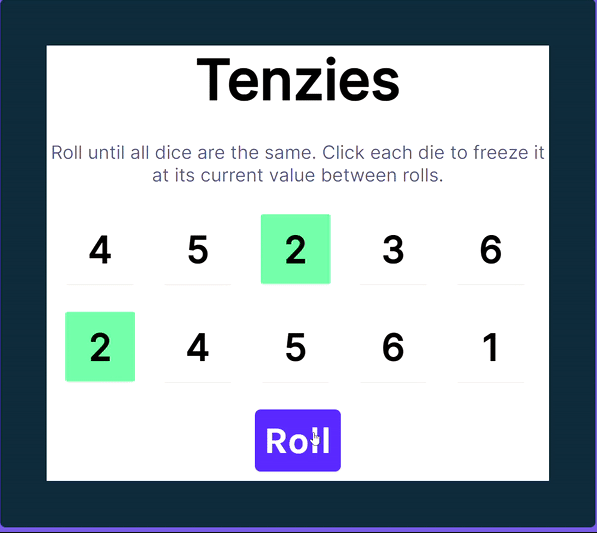 Tenzies
Roll until all dice are the same. Click each die to freeze it
at its current value between rolls.
4 5 2 3 6
2 4 5 6 1
Roll